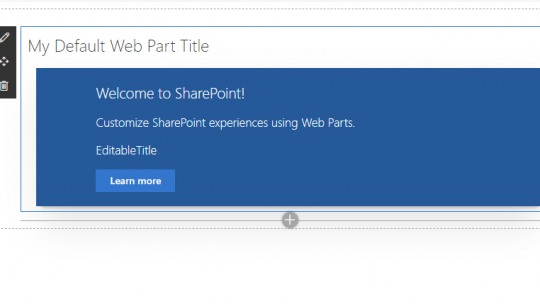 My Default Web Part Title
Welcome to SharePoint!
Customize SharePoint experiences using Web Parts.
EditableTitle
Learn more